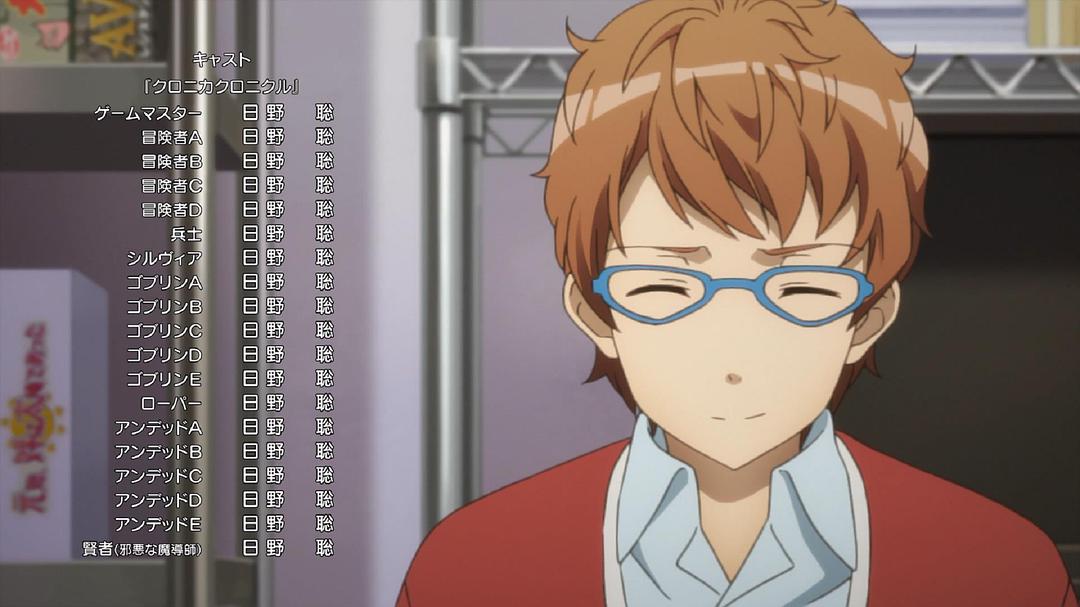 キャスト
『クロニカクロニクル』
ゲームマスター 日野 聡
冒険者A 日野 聡
冒険者B 日野 聡
冒険者C 日野 聡
冒険者D 日野 聡
兵士 日野 聡
シルヴィア 日野 聡
ゴブリンA 日野 聡
ゴブリンB 日野 聡
ゴブリンC 日野 聡
ゴブリンD 日野 聡
ゴブリンE 日野 聡
ローパー 日野 聡
アンデッドA 日野 聡
アンデッドB 日野 聡
アンデッドC 日野 聡
アンデッドD 日野 聡
アンデッドE 日野 聡
賢者(邪悪な魔導師) 日野 聡